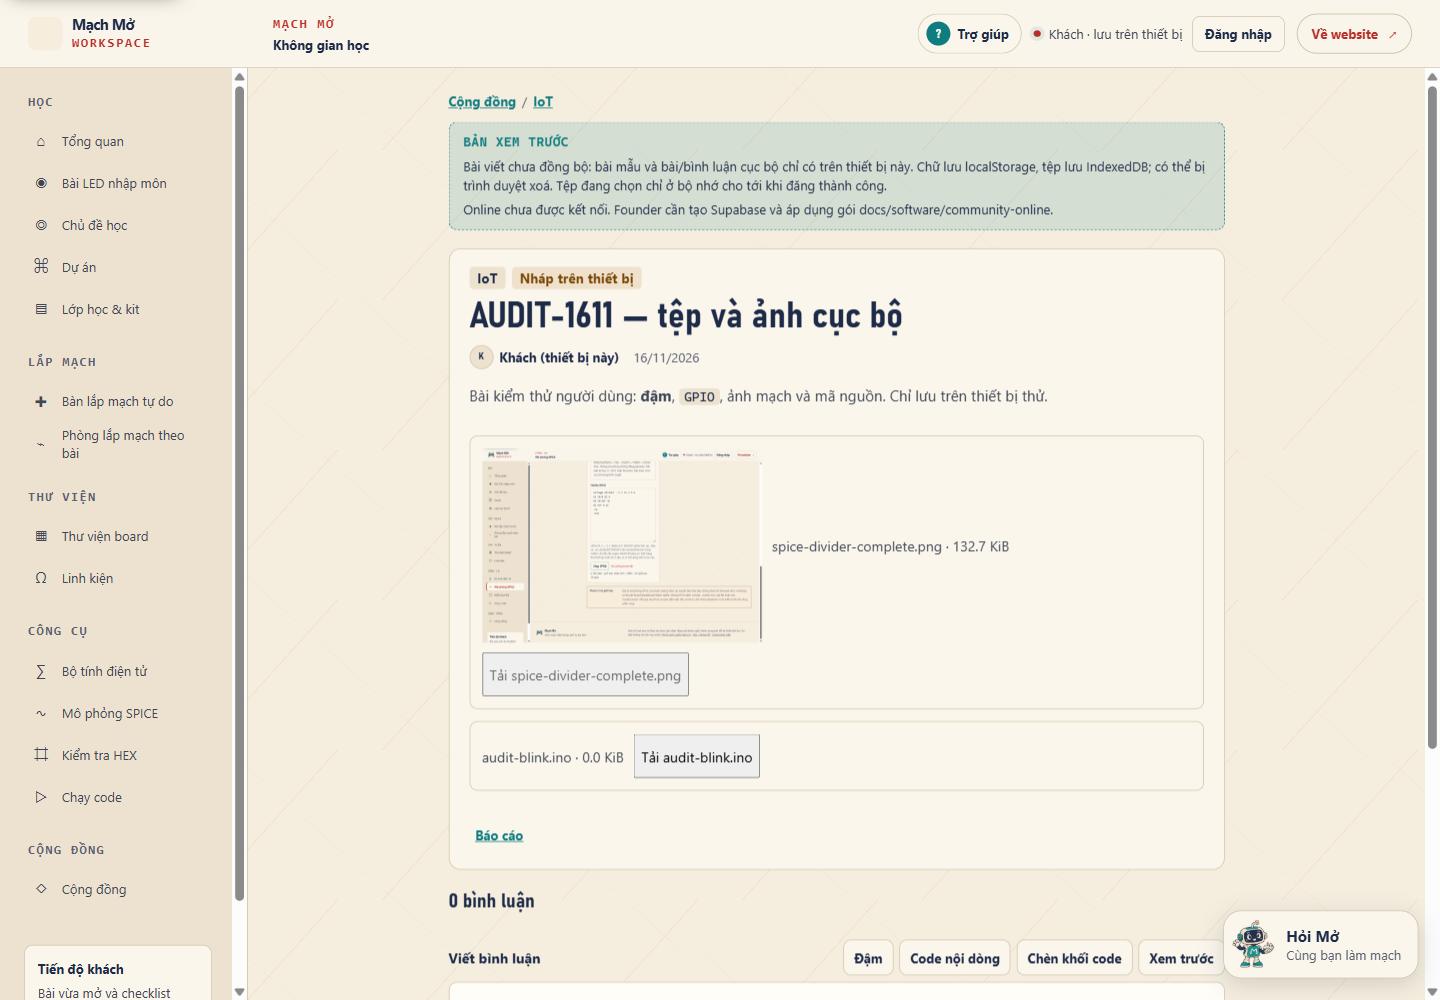 Mạch Mở
WORKSPACE
MẠCH MỞ
Không gian học
? Trợ giúp
Khách · lưu trên thiết bị
Đăng nhập
Về website ↗
HỌC
Tổng quan
Bài LED nhập môn
Chủ đề học
Dự án
Lớp học & kit
LẮP MẠCH
Bàn lắp mạch tự do
Phòng lắp mạch theo
bài
THƯ VIỆN
Thư viện board
Linh kiện
CÔNG CỤ
Bộ tính điện tử
Mô phỏng SPICE
Kiểm tra HEX
Chạy code
CỘNG ĐỒNG
Cộng đồng
Tiến độ khách
Bài vừa mở và checklist
Cộng đồng / IoT
BẢN XEM TRƯỚC
Bài viết chưa đồng bộ: bài mẫu và bài/bình luận cục bộ chỉ có trên thiết bị này. Chữ lưu localStorage, tệp lưu IndexedDB; có thể bị
trình duyệt xoá. Tệp đang chọn chỉ ở bộ nhớ cho tới khi đăng thành công.
Online chưa được kết nối. Founder cần tạo Supabase và áp dụng gói docs/software/community-online.
IoT
Nháp trên thiết bị
AUDIT-1611 — tệp và ảnh cục bộ
K Khách (thiết bị này) 16/11/2026
Bài kiểm thử người dùng: đậm, GPIO, ảnh mạch và mã nguồn. Chỉ lưu trên thiết bị thử.
spice-divider-complete.png · 132.7 KiB
Tải spice-divider-complete.png
audit-blink.ino · 0.0 KiB
Tải audit-blink.ino
Báo cáo
0 bình luận
Viết bình luận
Đậm
Code nội dòng
Chèn khối code
Xem trước
Hỏi Mở
Cùng bạn làm mạch